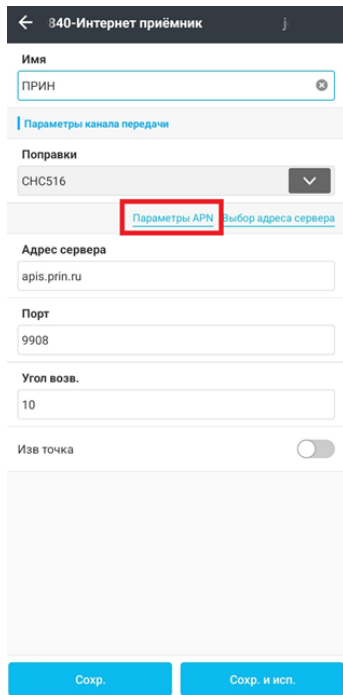 840-Интернет приёмник
Имя
ПРИН
Параметры канала передачи
Поправки
CHC516
Параметры APN Выбор адреса сервера
Адрес сервера
apis.prin.ru
Порт
9908
Угол возв.
10
Изв точка
Сохр. Сохр. и исп.